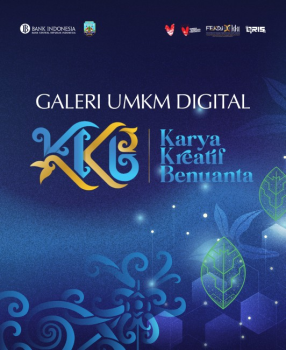 BANK INDONESIA
GALERI UMKM DIGITAL
KKB
Karya
Kreatif
Benuanta
QRIS